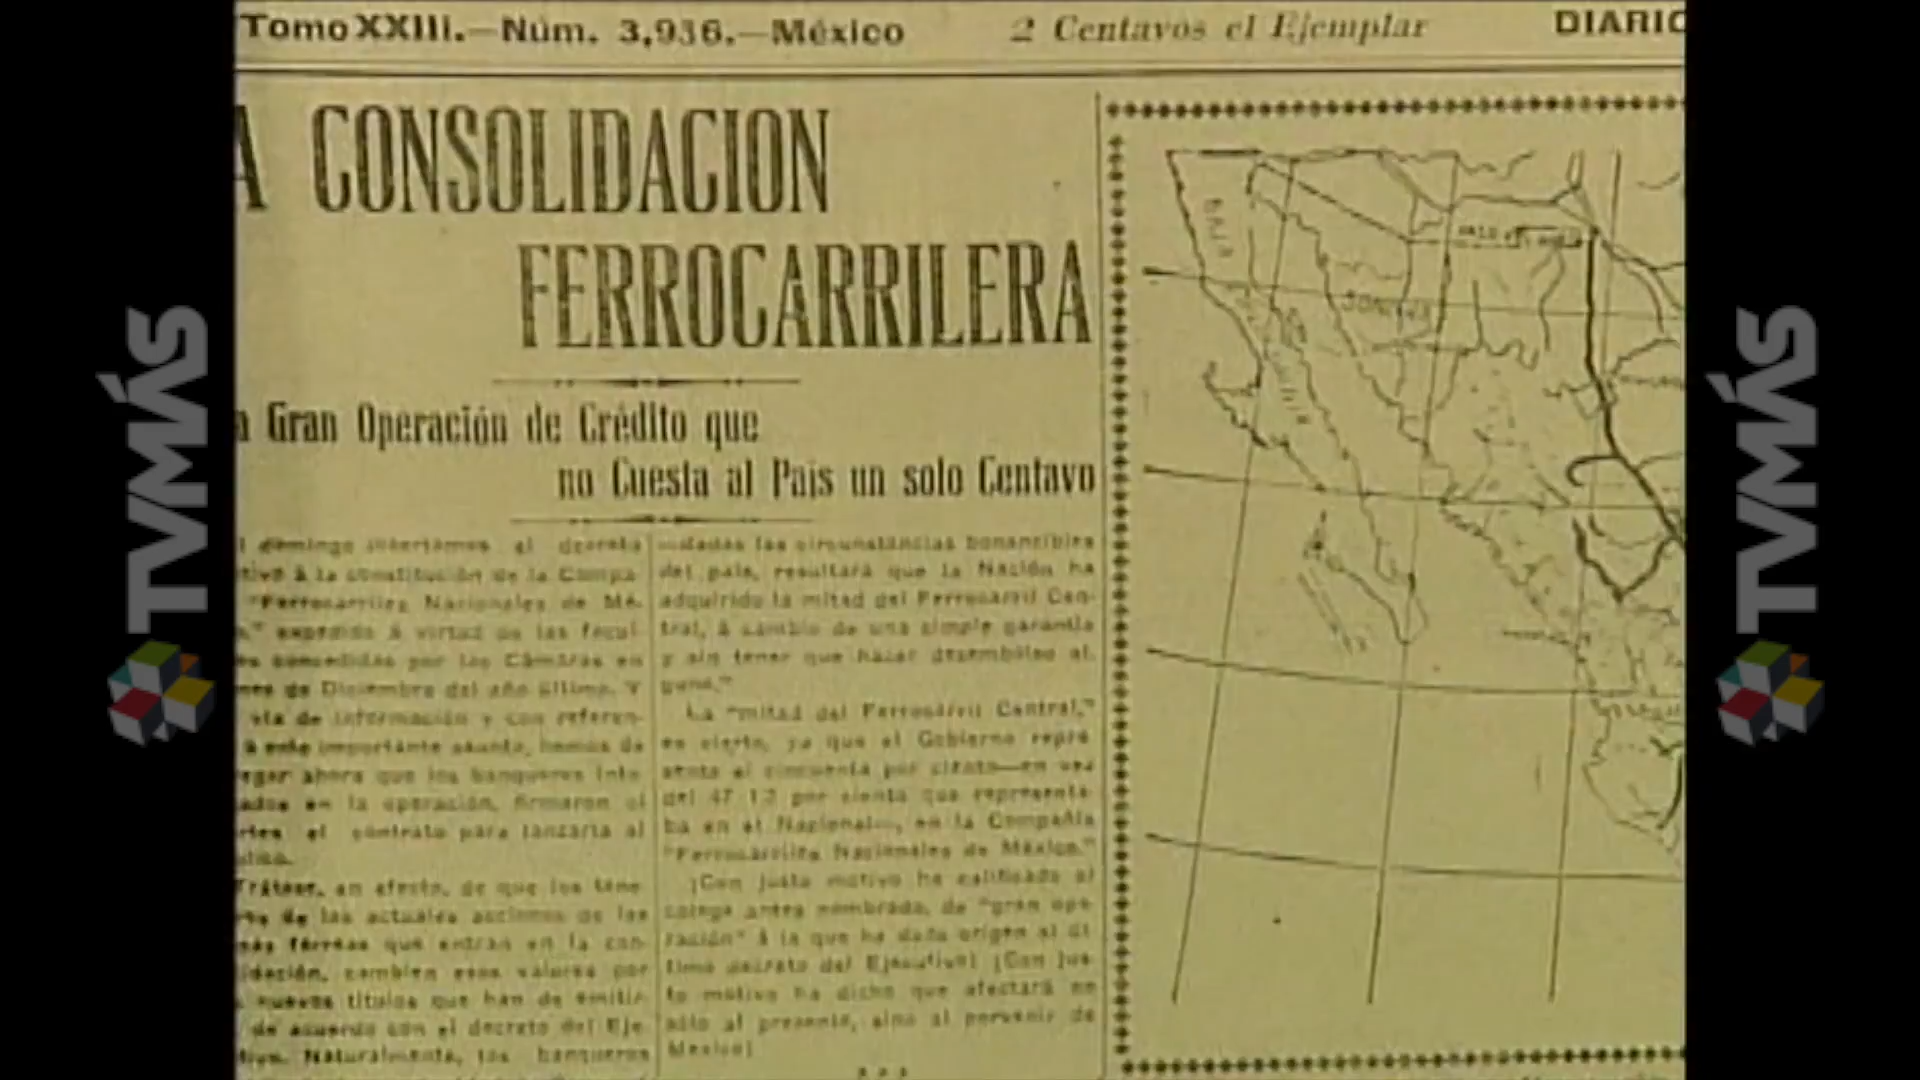 Tomo XXIII.—Núm. 3,936.—México
2 Centavos el Ejemplar
DIARIO
A CONSOLIDACION
FERROCARRILERA
Gran Operación de Crédito que
no Cuesta al País un solo Centavo
domingo insertamos el decreto
á la constitución de la Compa
"Ferrocarriles Nacionales de Mé-
expedido á virtud de las facul-
concedidas por las Cámaras en
de Diciembre del año último. Y
vía de información y con referen-
á este importante asunto, hemos de
ahora que los banqueros inte-
en la operación, firmaron el
el contrato para lanzarla al
Trátase, en efecto, de que los tene-
de las actuales acciones de las
férreas que entran en la con-
cambien esos valores por
nuevos títulos que han de emitir-
de acuerdo con el decreto del Eje-
Naturalmente, los banqueros
las circunstancias bonancibles
del país, resultará que la Nación ha
adquirido la mitad del Ferrocarril Cen-
tral, á cambio de una simple garantía
y sin tener que hacer desembolso al-
guno."
La "mitad del Ferrocarril Central,"
es cierto, ya que el Gobierno repre
senta el cincuenta por ciento—en vez
del 47 1/2 por ciento que representa-
ba en el Nacional—, en la Compañía
"Ferrocarriles Nacionales de México."
¡Con justo motivo ha calificado el
colega antes nombrado, de "gran ope-
ración" á la que ha dado origen el úl-
timo decreto del Ejecutivo! ¡Con jus-
to motivo ha dicho que afectará no
sólo al presente, sino al porvenir de
México!
BAJA
CALIFORNIA
SONORA
TVMÁS
TVMÁS